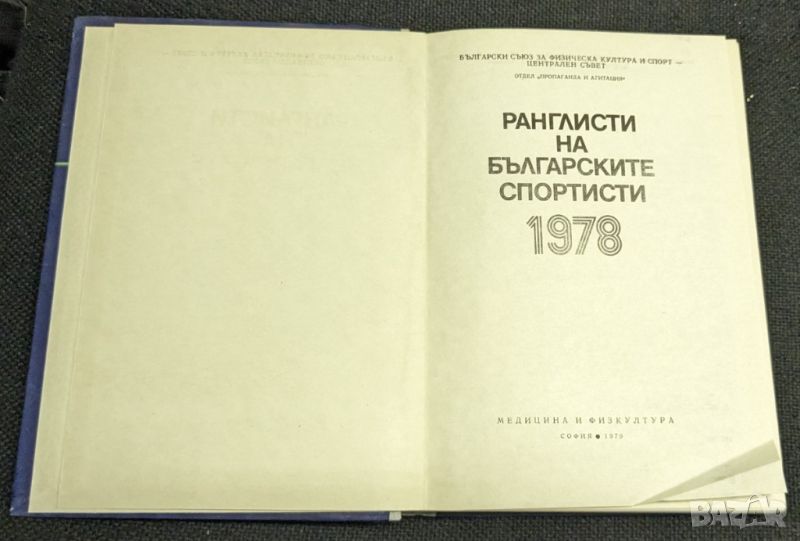 БЪЛГАРСКИ СЪЮЗ ЗА ФИЗИЧЕСКА КУЛТУРА И СПОРТ —
ЦЕНТРАЛЕН СЪВЕТ
ОТДЕЛ „ПРОПАГАНДА И АГИТАЦИЯ"
РАНГЛИСТИ
НА
БЪЛГАРСКИТЕ
СПОРТИСТИ
1978
МЕДИЦИНА И ФИЗКУЛТУРА
СОФИЯ ● 1979
BAZAR